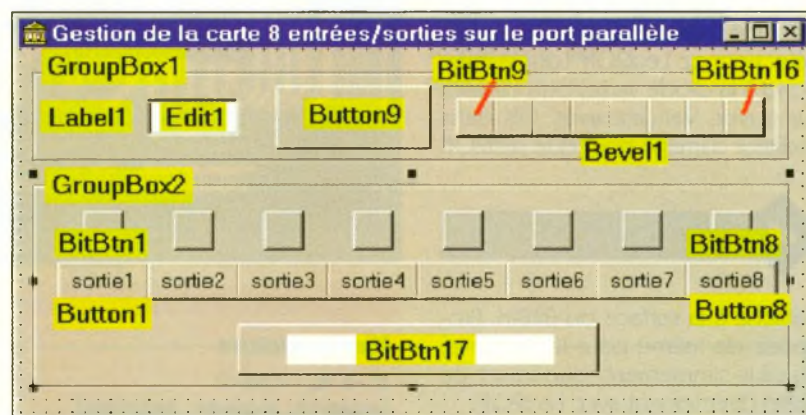 Gestion de la carte 8 entrées/sorties sur le port parallèle
GroupBox1
BitBtn9 BitBtn16
Label1 Edit1 Button9
Bevel1
GroupBox2
BitBtn1 BitBtn8
sortie1 sortie2 sortie3 sortie4 sortie5 sortie6 sortie7 sortie8
Button1 Button8
BitBtn17